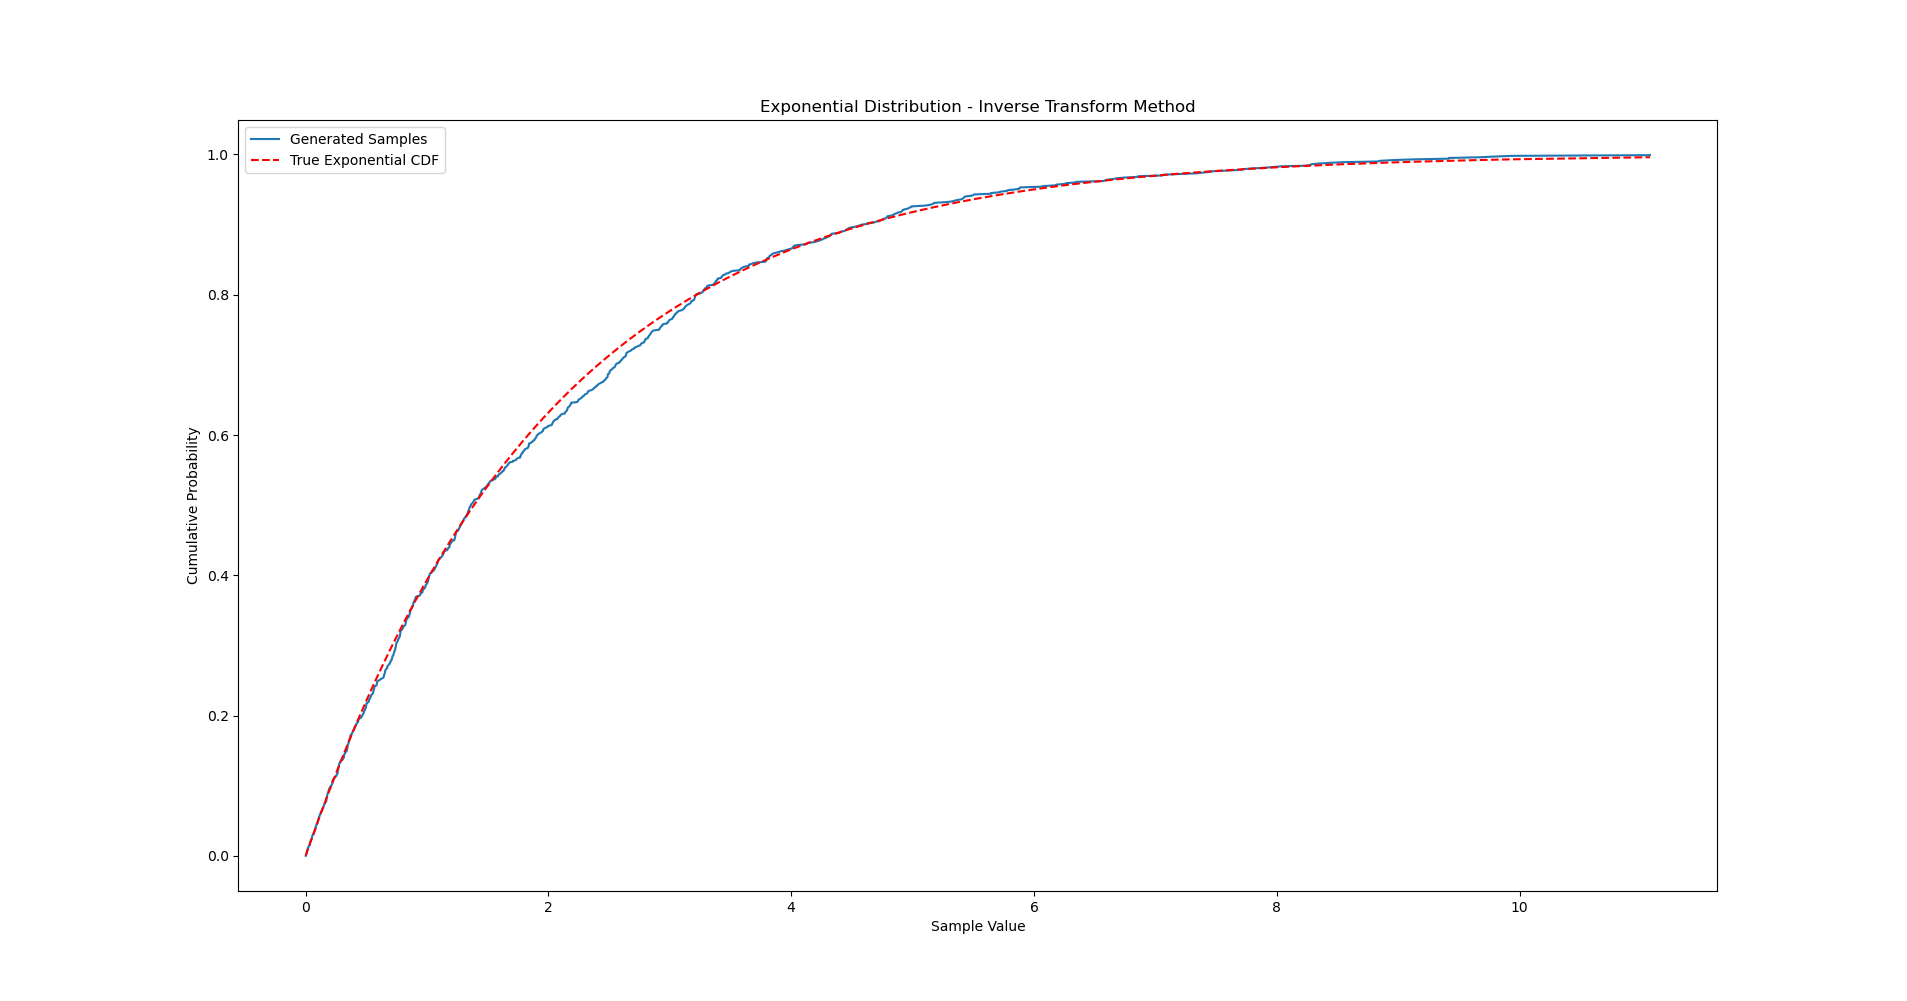 Exponential Distribution - Inverse Transform Method
Generated Samples
True Exponential CDF
1.0
0.8
0.6
0.4
0.2
0.0
Cumulative Probability
0 2 4 6 8 10
Sample Value